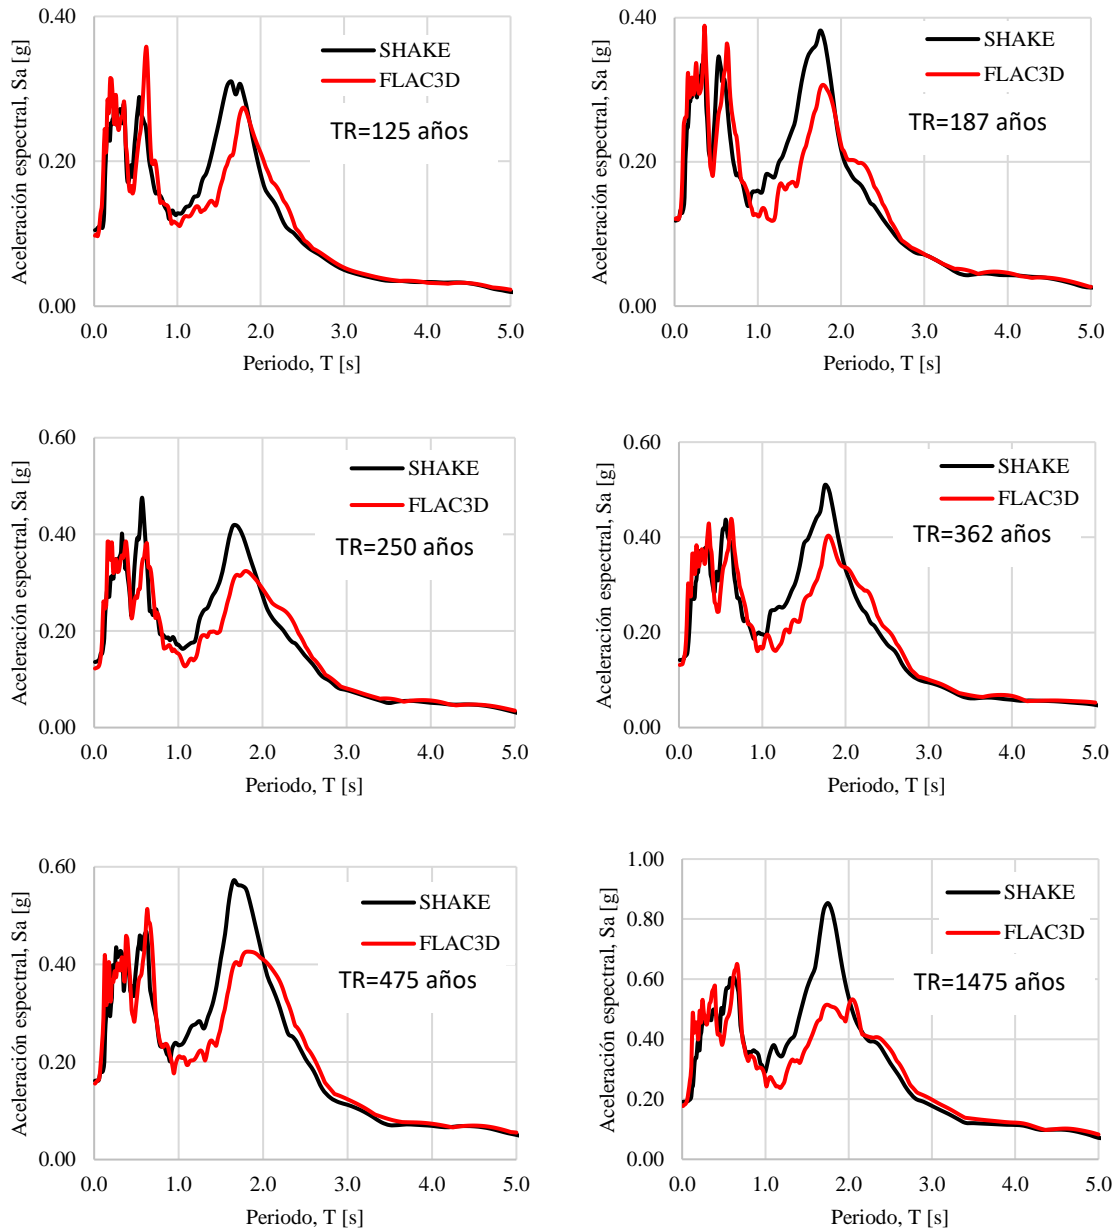 0.40
0.20
0.00
Aceleración espectral, Sa [g]
SHAKE
FLAC3D
TR=125 años
0.0 1.0 2.0 3.0 4.0 5.0
Periodo, T [s]
0.40
0.20
0.00
Aceleración espectral, Sa [g]
SHAKE
FLAC3D
TR=187 años
0.0 1.0 2.0 3.0 4.0 5.0
Periodo, T [s]
0.60
0.40
0.20
0.00
Aceleración espectral, Sa [g]
SHAKE
FLAC3D
TR=250 años
0.0 1.0 2.0 3.0 4.0 5.0
Periodo, T [s]
0.60
0.40
0.20
0.00
Aceleración espectral, Sa [g]
SHAKE
FLAC3D
TR=362 años
0.0 1.0 2.0 3.0 4.0 5.0
Periodo, T [s]
0.60
0.40
0.20
0.00
Aceleración espectral, Sa [g]
SHAKE
FLAC3D
TR=475 años
0.0 1.0 2.0 3.0 4.0 5.0
Periodo, T [s]
1.00
0.80
0.60
0.40
0.20
0.00
Aceleración espectral, Sa [g]
SHAKE
FLAC3D
TR=1475 años
0.0 1.0 2.0 3.0 4.0 5.0
Periodo, T [s]